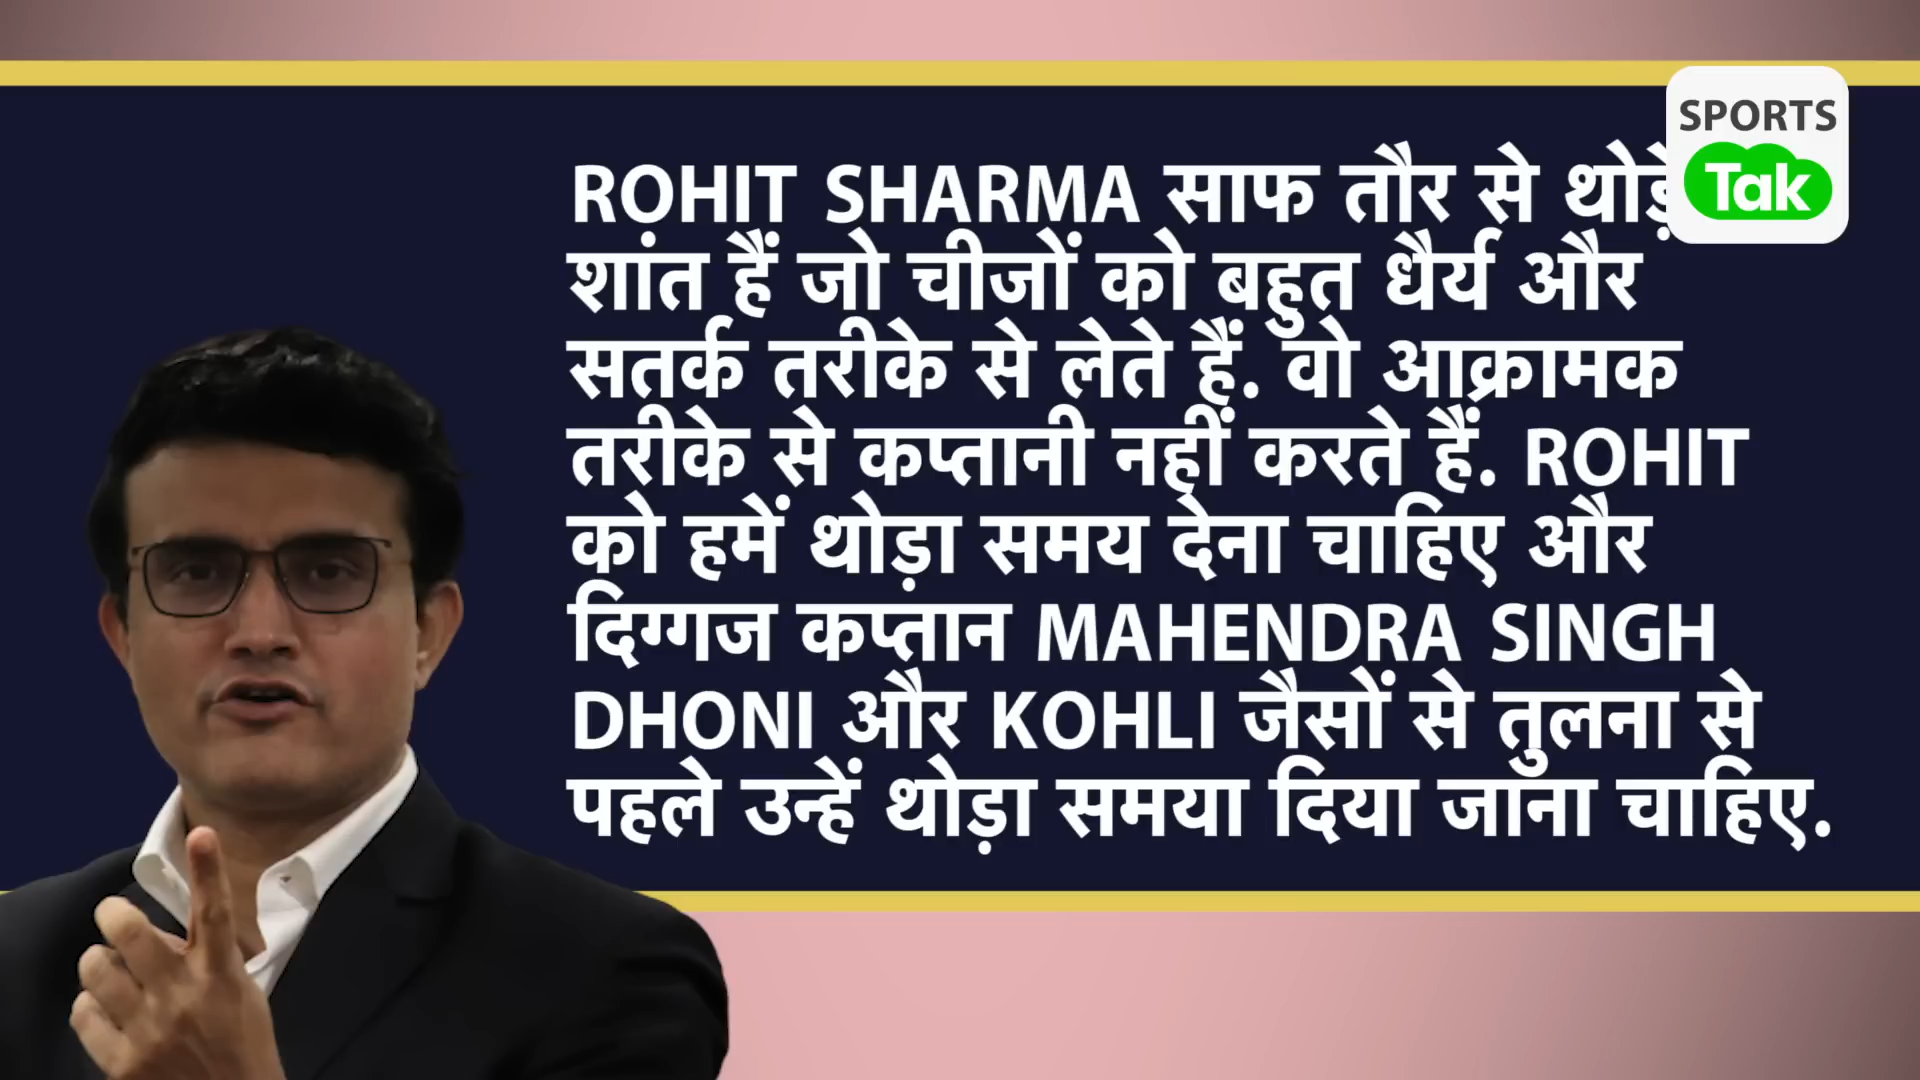 SPORTS
Tak
ROHIT SHARMA साफ तौर से थोड़े
शांत हैं जो चीजों को बहुत धैर्य और
सतर्क तरीके से लेते हैं. वो आक्रामक
तरीके से कप्तानी नहीं करते हैं. ROHIT
को हमें थोड़ा समय देना चाहिए और
दिग्गज कप्तान MAHENDRA SINGH
DHONI और KOHLI जैसों से तुलना से
पहले उन्हें थोड़ा समया दिया जाना चाहिए.